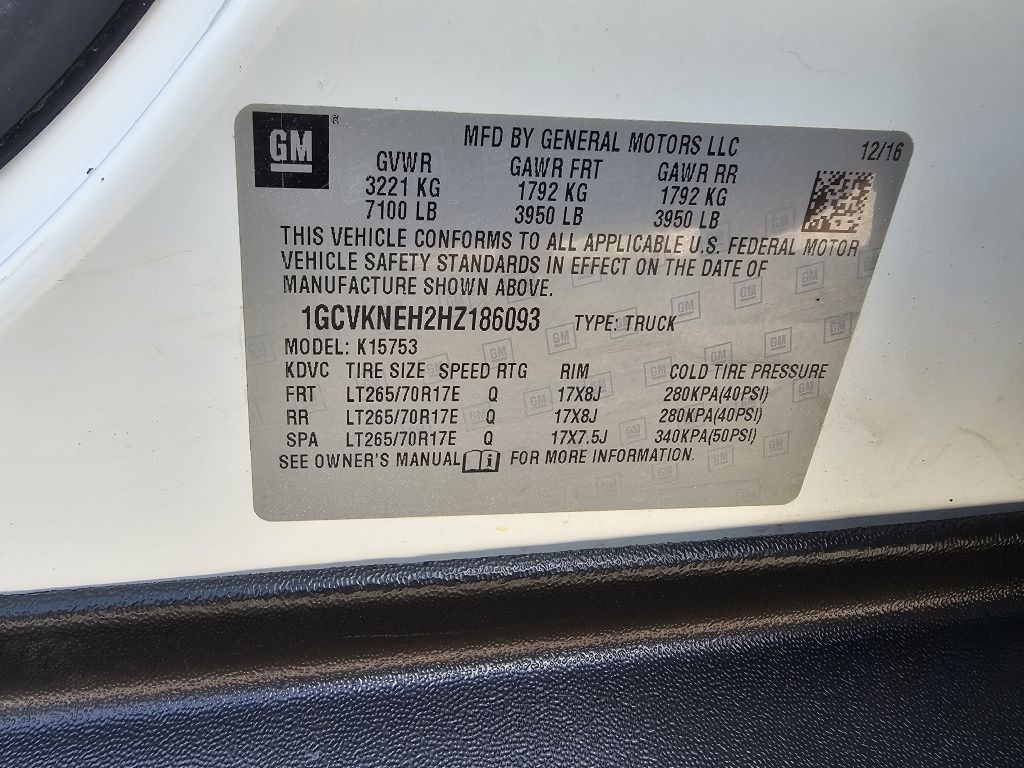 GM ®
MFD BY GENERAL MOTORS LLC 12/16
GVWR GAWR FRT GAWR RR
3221 KG 1792 KG 1792 KG
7100 LB 3950 LB 3950 LB
THIS VEHICLE CONFORMS TO ALL APPLICABLE U.S. FEDERAL MOTOR
VEHICLE SAFETY STANDARDS IN EFFECT ON THE DATE OF
MANUFACTURE SHOWN ABOVE.
1GCVKNEH2HZ186093 TYPE: TRUCK
MODEL: K15753
KDVC TIRE SIZE SPEED RTG RIM COLD TIRE PRESSURE
FRT LT265/70R17E Q 17X8J 280KPA(40PSI)
RR LT265/70R17E Q 17X8J 280KPA(40PSI)
SPA LT265/70R17E Q 17X7.5J 340KPA(50PSI)
SEE OWNER'S MANUAL FOR MORE INFORMATION.